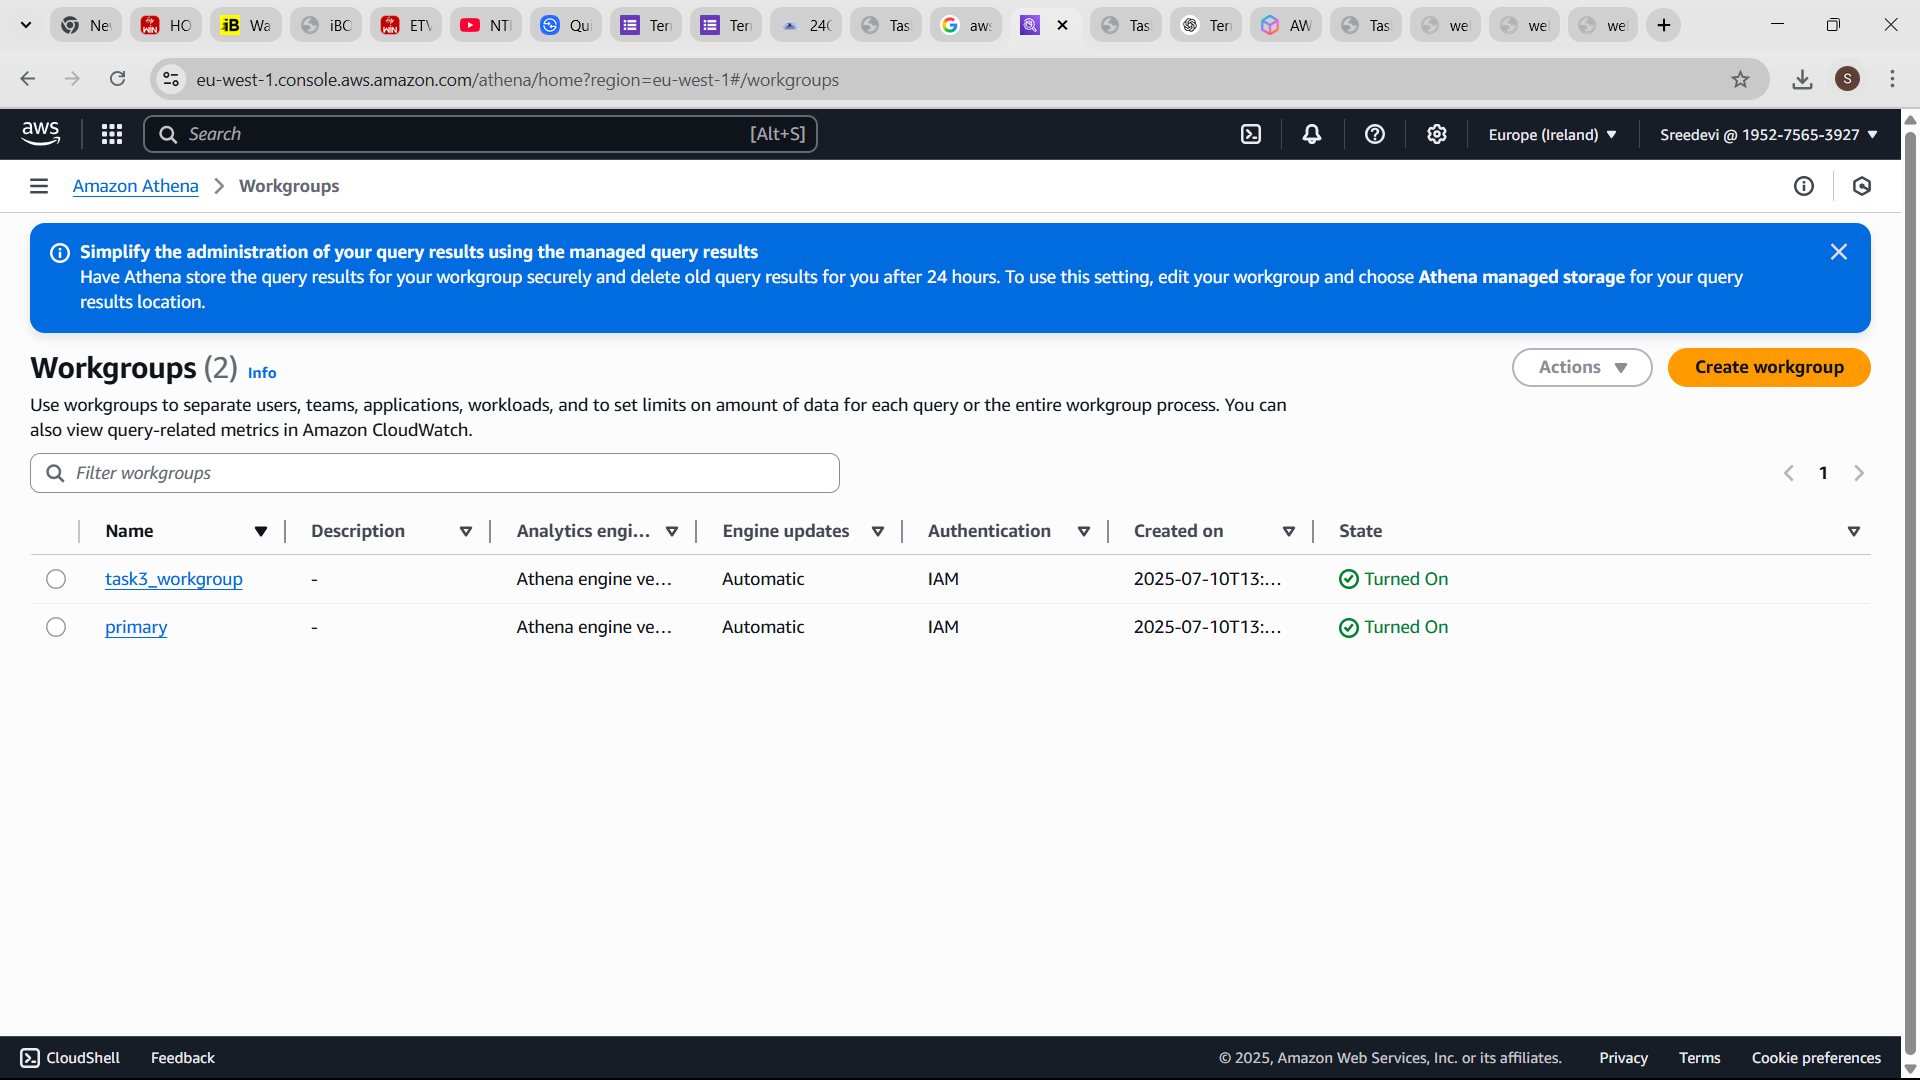 Ne
HO
Wa
iBO
ETV
NTI
Qui
Terr
Terr
240
Tas
aws
Tas
Terr
AW
Tas
we
we
we
eu-west-1.console.aws.amazon.com/athena/home?region=eu-west-1#/workgroups
S
aws
Search
[Alt+S]
Europe (Ireland)
Sreedevi @ 1952-7565-3927
Amazon Athena > Workgroups
Simplify the administration of your query results using the managed query results
Have Athena store the query results for your workgroup securely and delete old query results for you after 24 hours. To use this setting, edit your workgroup and choose Athena managed storage for your query
results location.
Workgroups (2) Info
Actions
Create workgroup
Use workgroups to separate users, teams, applications, workloads, and to set limits on amount of data for each query or the entire workgroup process. You can
also view query-related metrics in Amazon CloudWatch.
Filter workgroups
1
Name Description Analytics engi... Engine updates Authentication Created on State
task3_workgroup - Athena engine ve... Automatic IAM 2025-07-10T13:... Turned On
primary - Athena engine ve... Automatic IAM 2025-07-10T13:... Turned On
CloudShell Feedback © 2025, Amazon Web Services, Inc. or its affiliates. Privacy Terms Cookie preferences